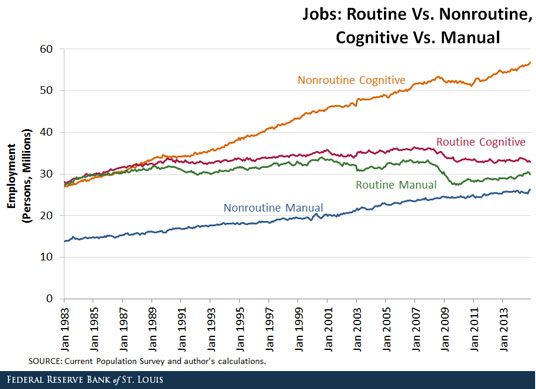 Jobs: Routine Vs. Nonroutine,
Cognitive Vs. Manual
60
50
40
30
20
10
0
Employment
(Persons, Millions)
Nonroutine Cognitive
Routine Cognitive
Routine Manual
Nonroutine Manual
Jan 1983
Jan 1985
Jan 1987
Jan 1989
Jan 1991
Jan 1993
Jan 1995
Jan 1997
Jan 1999
Jan 2001
Jan 2003
Jan 2005
Jan 2007
Jan 2009
Jan 2011
Jan 2013
SOURCE: Current Population Survey and author's calculations.
FEDERAL RESERVE BANK of ST. LOUIS